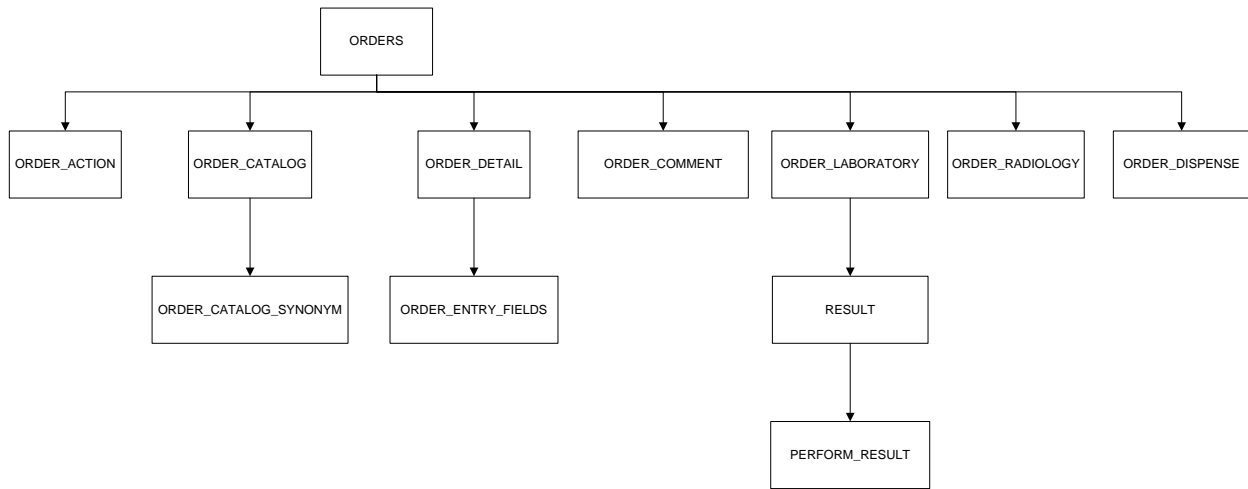 ORDERS
ORDER_ACTION
ORDER_CATALOG
ORDER_DETAIL
ORDER_COMMENT
ORDER_LABORATORY
ORDER_RADIOLOGY
ORDER_DISPENSE
ORDER_CATALOG_SYNONYM
ORDER_ENTRY_FIELDS
RESULT
PERFORM_RESULT